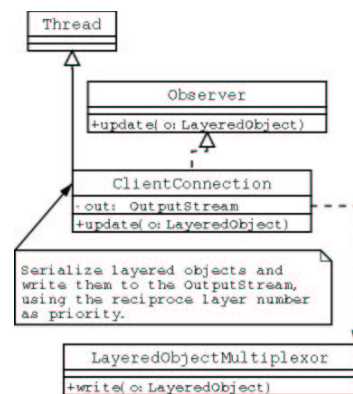 Thread
Observer
+update( o: LayeredObject)
ClientConnection
-out: OutputStream
+update( o: LayeredObject)
Serialize layered objects and
write them to the OutputStream,
using the reciproce layer number
as priority.
LayeredObjectMultiplexor
+write( o: LayeredObject)